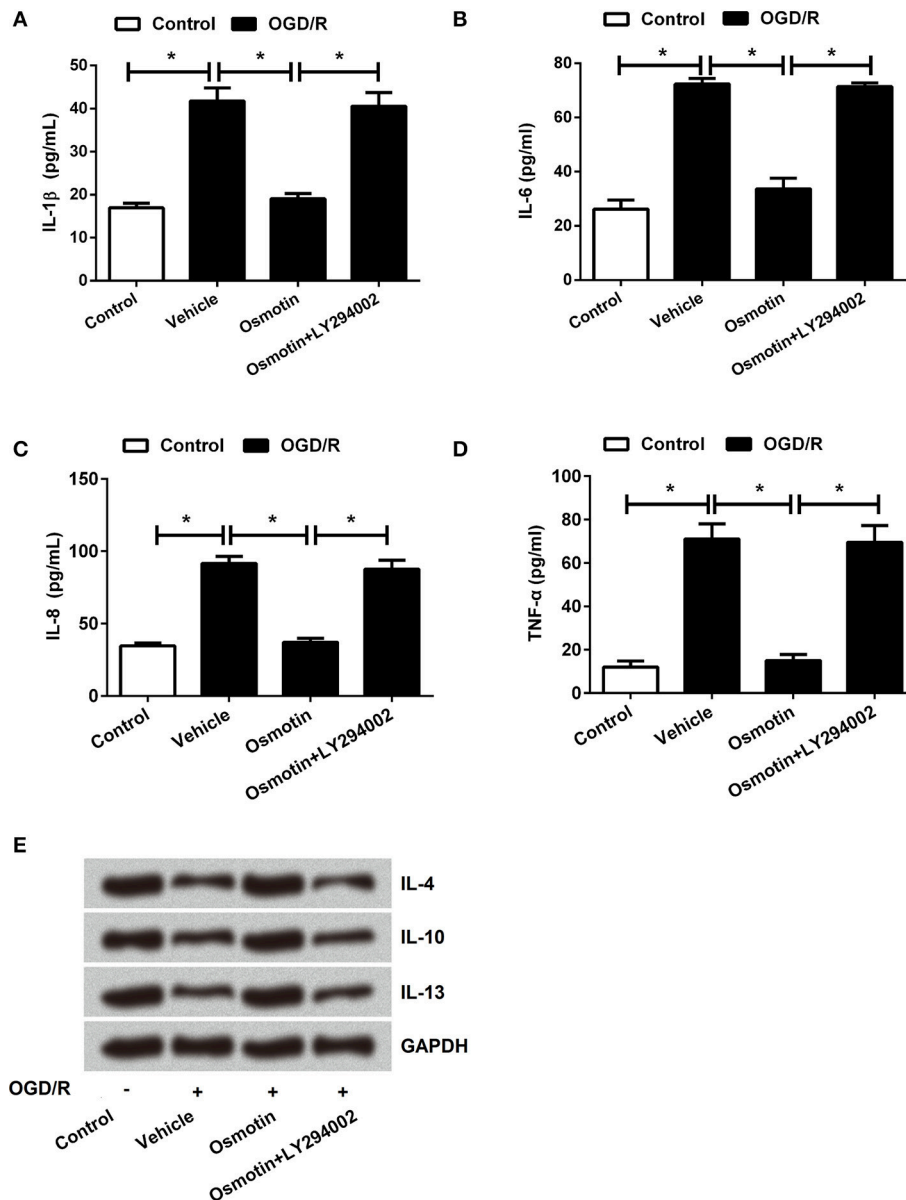 A
Control OGD/R
* * *
IL-1β (pg/mL)
50
40
30
20
10
0
Control Vehicle Osmotin Osmotin+LY294002
B
Control OGD/R
* * *
IL-6 (pg/ml)
80
60
40
20
0
Control Vehicle Osmotin Osmotin+LY294002
C
Control OGD/R
* * *
IL-8 (pg/mL)
150
100
50
0
Control Vehicle Osmotin Osmotin+LY294002
D
Control OGD/R
* * *
TNF-α (pg/ml)
100
80
60
40
20
0
Control Vehicle Osmotin Osmotin+LY294002
E
IL-4
IL-10
IL-13
GAPDH
OGD/R - + + +
Control Vehicle Osmotin Osmotin+LY294002